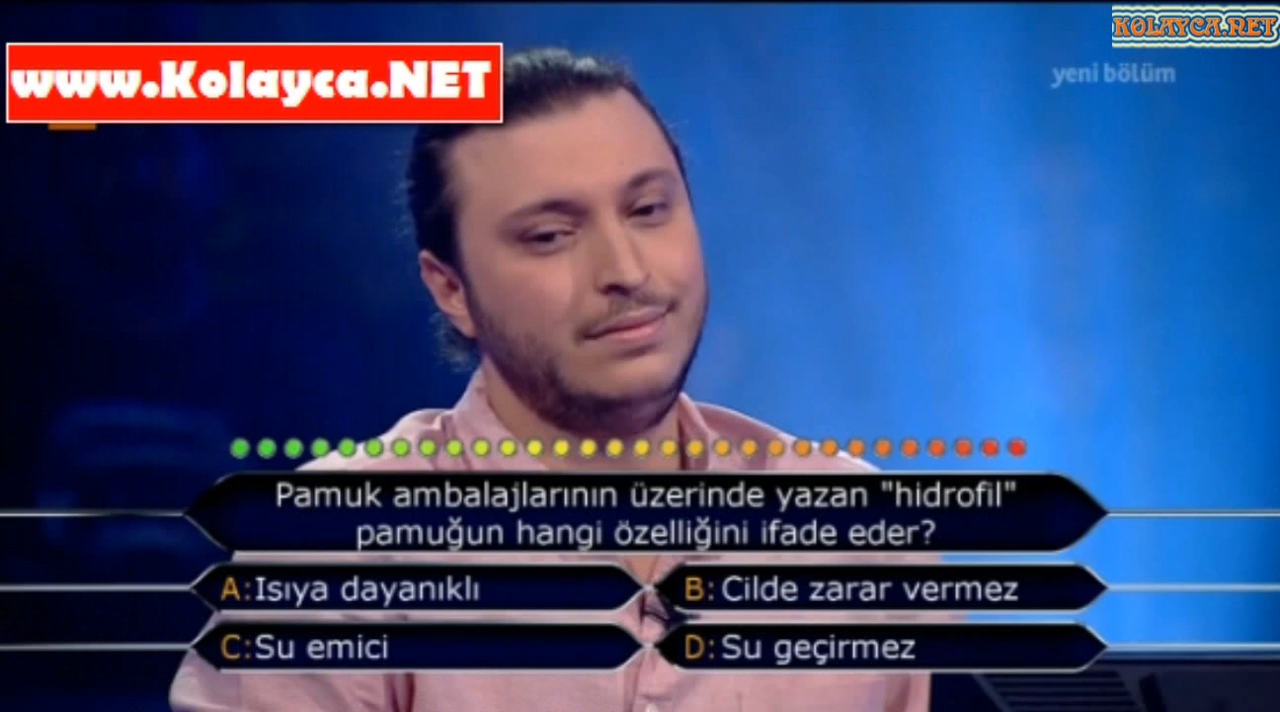 KOLAYCA.NET
www.Kolayca.NET
yeni bölüm
Pamuk ambalajlarının üzerinde yazan "hidrofil"
pamuğun hangi özelliğini ifade eder?
A:Isıya dayanıklı
B:Cilde zarar vermez
C:Su emici
D:Su geçirmez